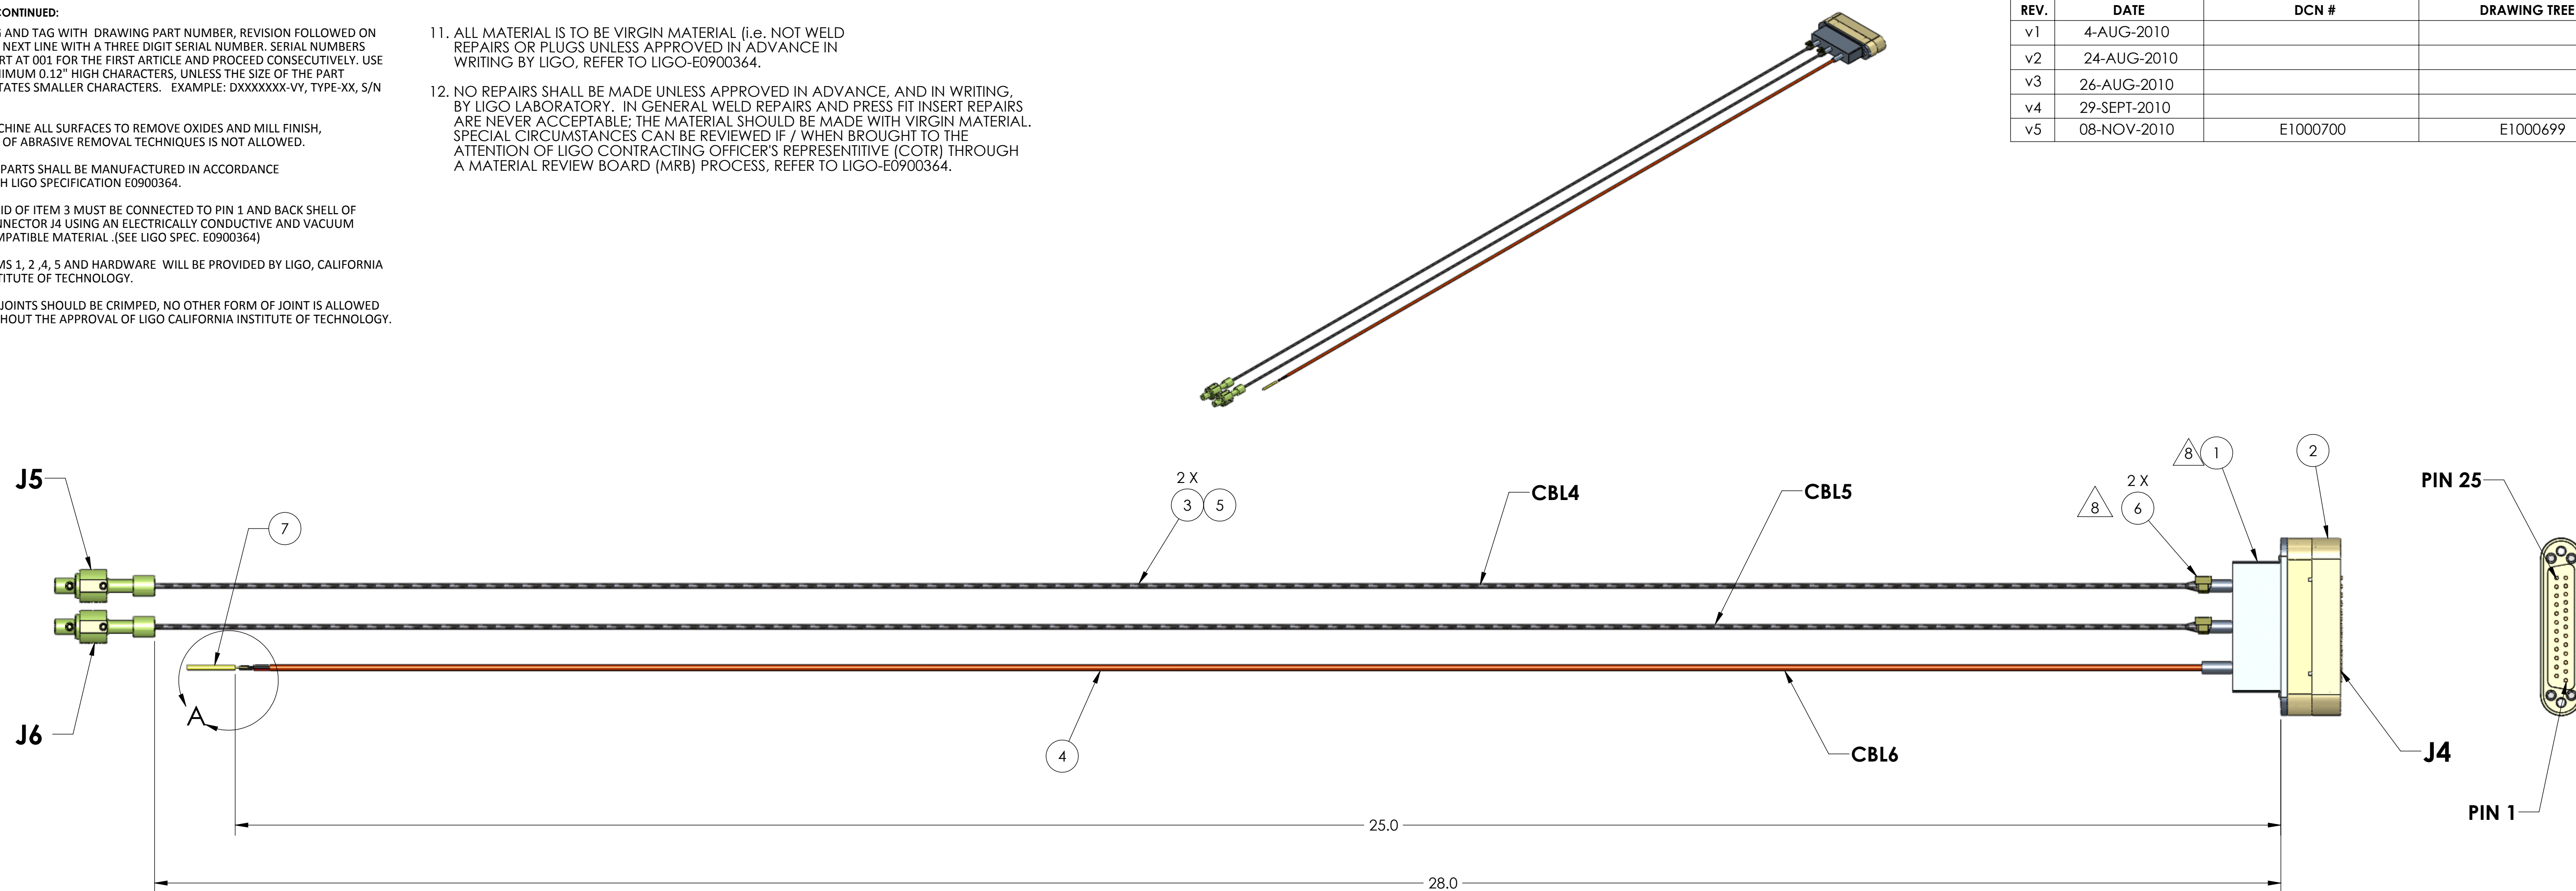 CONTINUED:
AND TAG WITH DRAWING PART NUMBER, REVISION FOLLOWED ON
NEXT LINE WITH A THREE DIGIT SERIAL NUMBER. SERIAL NUMBERS
RT AT 001 FOR THE FIRST ARTICLE AND PROCEED CONSECUTIVELY. USE
NIMUM 0.12" HIGH CHARACTERS, UNLESS THE SIZE OF THE PART
TATES SMALLER CHARACTERS. EXAMPLE: DXXXXXXX-VY, TYPE-XX, S/N
CHINE ALL SURFACES TO REMOVE OXIDES AND MILL FINISH,
OF ABRASIVE REMOVAL TECHNIQUES IS NOT ALLOWED.
PARTS SHALL BE MANUFACTURED IN ACCORDANCE
H LIGO SPECIFICATION E0900364.
ID OF ITEM 3 MUST BE CONNECTED TO PIN 1 AND BACK SHELL OF
NNECTOR J4 USING AN ELECTRICALLY CONDUCTIVE AND VACUUM
MPATIBLE MATERIAL .(SEE LIGO SPEC. E0900364)
MS 1, 2 ,4, 5 AND HARDWARE WILL BE PROVIDED BY LIGO, CALIFORNIA
TITUTE OF TECHNOLOGY.
JOINTS SHOULD BE CRIMPED, NO OTHER FORM OF JOINT IS ALLOWED
HOUT THE APPROVAL OF LIGO CALIFORNIA INSTITUTE OF TECHNOLOGY.
11. ALL MATERIAL IS TO BE VIRGIN MATERIAL (i.e. NOT WELD
REPAIRS OR PLUGS UNLESS APPROVED IN ADVANCE IN
WRITING BY LIGO, REFER TO LIGO-E0900364.
12. NO REPAIRS SHALL BE MADE UNLESS APPROVED IN ADVANCE, AND IN WRITING,
BY LIGO LABORATORY. IN GENERAL WELD REPAIRS AND PRESS FIT INSERT REPAIRS
ARE NEVER ACCEPTABLE; THE MATERIAL SHOULD BE MADE WITH VIRGIN MATERIAL.
SPECIAL CIRCUMSTANCES CAN BE REVIEWED IF / WHEN BROUGHT TO THE
ATTENTION OF LIGO CONTRACTING OFFICER'S REPRESENTITIVE (COTR) THROUGH
A MATERIAL REVIEW BOARD (MRB) PROCESS, REFER TO LIGO-E0900364.
REV. DATE DCN # DRAWING TREE
v1 4-AUG-2010
v2 24-AUG-2010
v3 26-AUG-2010
v4 29-SEPT-2010
v5 08-NOV-2010 E1000700 E1000699
J5
7
2 X
3 5
CBL4
CBL5
2 X
8 6
8 1
2
PIN 25
J6
A
4
CBL6
J4
PIN 1
25.0
28.0